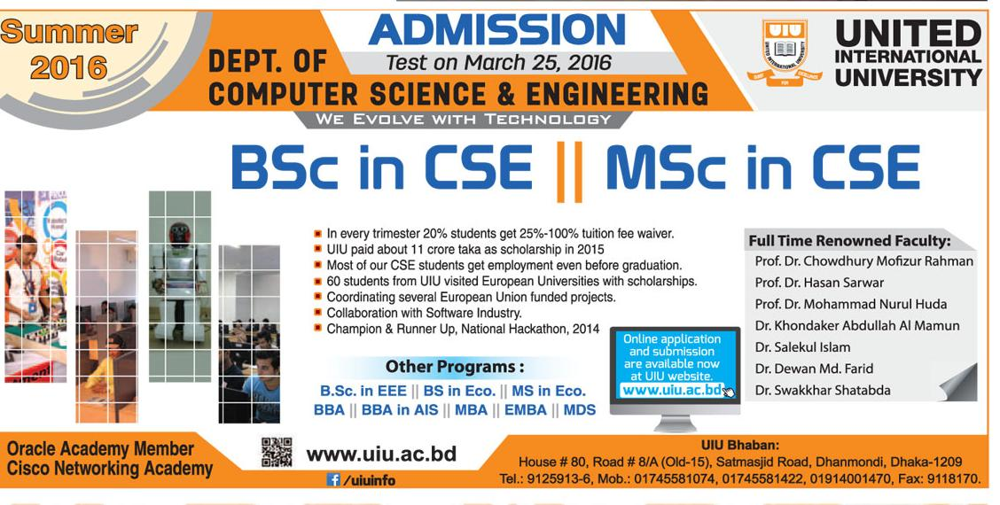 Summer
2016
ADMISSION
Test on March 25, 2016
DEPT. OF
COMPUTER SCIENCE & ENGINEERING
WE EVOLVE WITH TECHNOLOGY
UIU
UNITED INTERNATIONAL UNIVERSITY
QUEST FOR EXCELLENCE
UNITED
INTERNATIONAL
UNIVERSITY
BSc in CSE || MSc in CSE
In every trimester 20% students get 25%-100% tuition fee waiver.
UIU paid about 11 crore taka as scholarship in 2015
Most of our CSE students get employment even before graduation.
60 students from UIU visited European Universities with scholarships.
Coordinating several European Union funded projects.
Collaboration with Software Industry.
Champion & Runner Up, National Hackathon, 2014
Other Programs :
B.Sc. in EEE || BS in Eco. || MS in Eco.
BBA || BBA in AIS || MBA || EMBA || MDS
Online application
and submission
are available now
at UIU website.
www.uiu.ac.bd
Full Time Renowned Faculty:
Prof. Dr. Chowdhury Mofizur Rahman
Prof. Dr. Hasan Sarwar
Prof. Dr. Mohammad Nurul Huda
Dr. Khondaker Abdullah Al Mamun
Dr. Salekul Islam
Dr. Dewan Md. Farid
Dr. Swakkhar Shatabda
Oracle Academy Member
Cisco Networking Academy
www.uiu.ac.bd
f /uiuinfo
UIU Bhaban:
House # 80, Road # 8/A (Old-15), Satmasjid Road, Dhanmondi, Dhaka-1209
Tel.: 9125913-6, Mob.: 01745581074, 01745581422, 01914001470, Fax: 9118170.